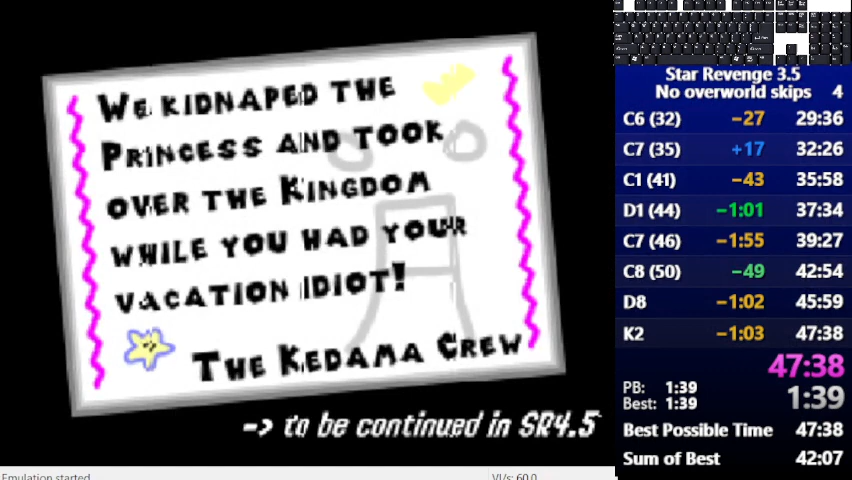 We kidnaped the
Princess and took
over the Kingdom
while you had your
vacation idiot!
The Kedama Crew
-> to be continued in SR4.5
Emulation started
VI/s: 60.0
Star Revenge 3.5
No overworld skips 4
C6 (32) −27 29:36
C7 (35) +17 32:26
C1 (41) −43 35:58
D1 (44) −1:01 37:34
C7 (46) −1:55 39:27
C8 (50) −49 42:54
D8 −1:02 45:59
K2 −1:03 47:38
47:38
PB: 1:39
Best: 1:39
1:39
Best Possible Time 47:38
Sum of Best 42:07